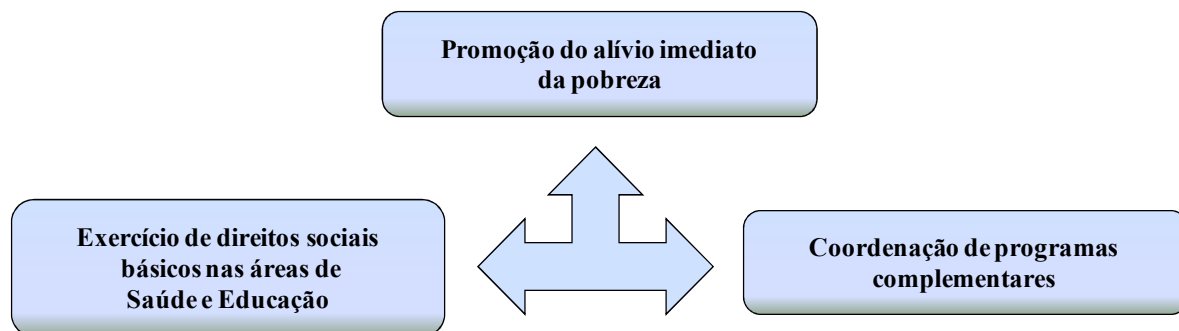 Promoção do alívio imediato
da pobreza
Exercício de direitos sociais
básicos nas áreas de
Saúde e Educação
Coordenação de programas
complementares